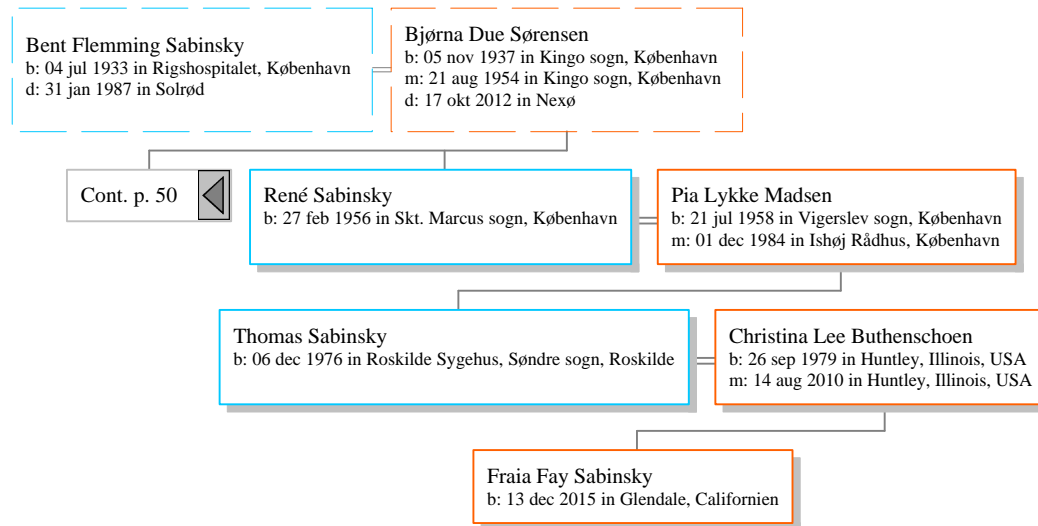 Bent Flemming Sabinsky
b: 04 jul 1933 in Rigshospitalet, København
d: 31 jan 1987 in Solrød
Bjørna Due Sørensen
b: 05 nov 1937 in Kingo sogn, København
m: 21 aug 1954 in Kingo sogn, København
d: 17 okt 2012 in Nexø
Cont. p. 50
René Sabinsky
b: 27 feb 1956 in Skt. Marcus sogn, København
Pia Lykke Madsen
b: 21 jul 1958 in Vigerslev sogn, København
m: 01 dec 1984 in Ishøj Rådhus, København
Thomas Sabinsky
b: 06 dec 1976 in Roskilde Sygehus, Søndre sogn, Roskilde
Christina Lee Buthenschoen
b: 26 sep 1979 in Huntley, Illinois, USA
m: 14 aug 2010 in Huntley, Illinois, USA
Fraia Fay Sabinsky
b: 13 dec 2015 in Glendale, Californien